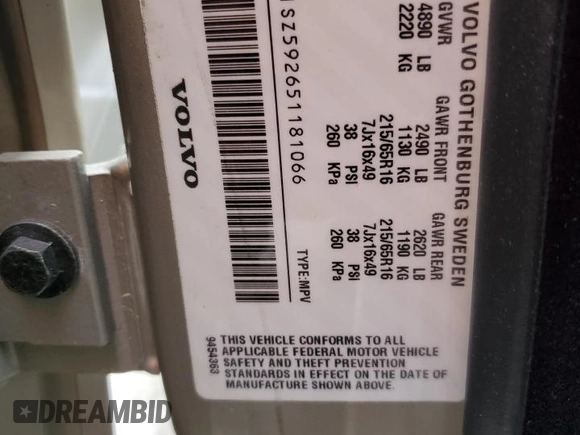 VOLVO GOTHENBURG SWEDEN
GVWR
4890 LB
2220 KG
GAWR FRONT
2490 LB
1130 KG
215/65R16
7Jx16x49
38 PSI
260 KPa
GAWR REAR
2620 LB
1190 KG
215/65R16
7Jx16x49
38 PSI
260 KPa
SZ592651181066
TYPE:MPV
VOLVO
THIS VEHICLE CONFORMS TO ALL
APPLICABLE FEDERAL MOTOR VEHICLE
SAFETY AND THEFT PREVENTION
STANDARDS IN EFFECT ON THE DATE OF
MANUFACTURE SHOWN ABOVE.
9454363
DREAMBID